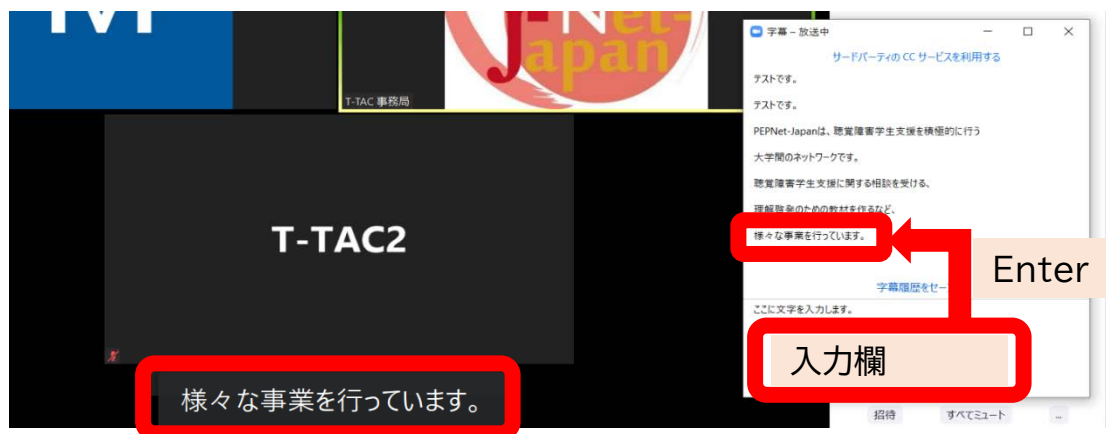 M
J-Net-
Japan
T-TAC 事務局
T-TAC2
様々な事業を行っています。
字幕 – 放送中
サードパーティの CC サービスを利用する
テストです。
テストです。
PEPNet-Japanは、聴覚障害学生支援を積極的に行う
大学間のネットワークです。
聴覚障害学生支援に関する相談を受ける、
理解啓発のための教材を作るなど、
様々な事業を行っています。
Enter
字幕履歴をセー
ここに文字を入力します。
入力欄
招待 すべてミュート ...